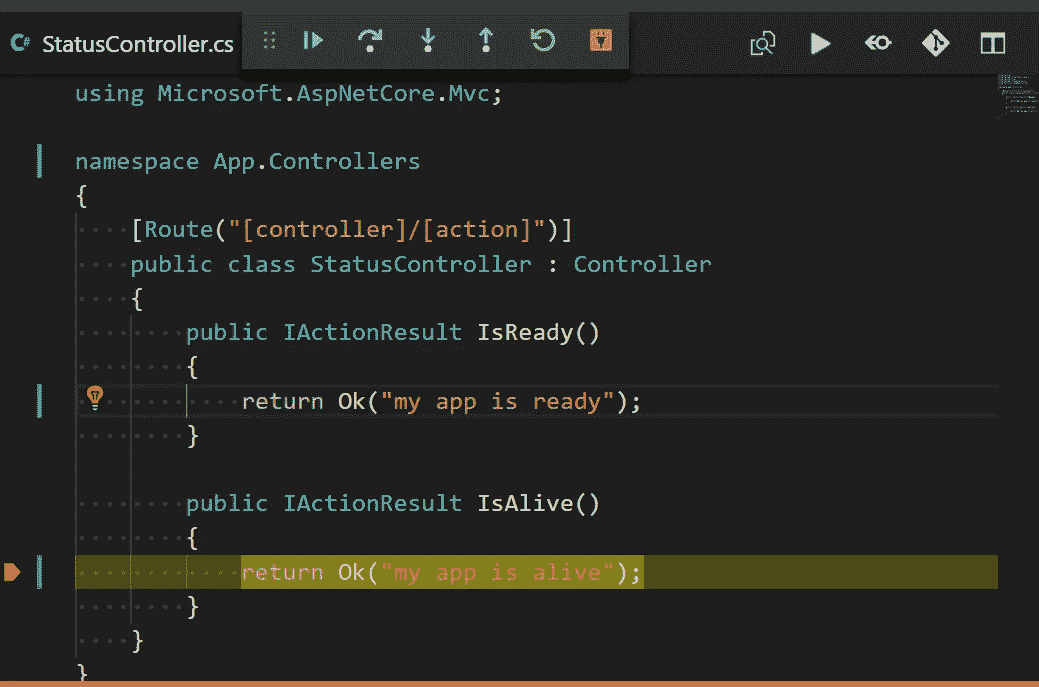 C# StatusController.cs
using Microsoft.AspNetCore.Mvc;
namespace App.Controllers
{
[Route("[controller]/[action]")]
public class StatusController : Controller
{
public IActionResult IsReady()
{
return Ok("my app is ready");
}
public IActionResult IsAlive()
{
return Ok("my app is alive");
}
}
}